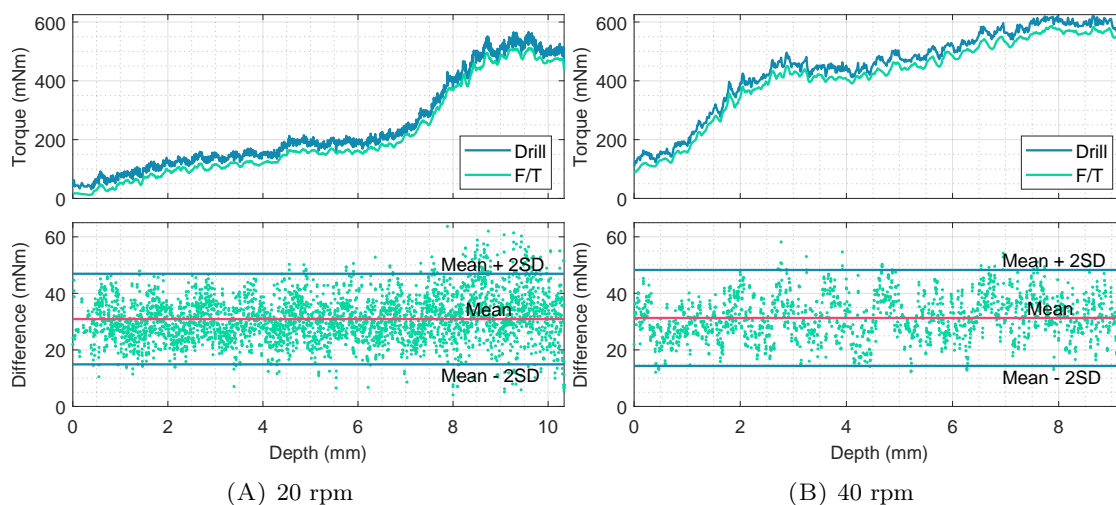 600
400
200
0
Torque (mNm)
Drill
F/T
60
40
20
0
Difference (mNm)
Mean + 2SD
Mean
Mean - 2SD
0 2 4 6 8 10
Depth (mm)
(A) 20 rpm
600
400
200
0
Torque (mNm)
Drill
F/T
60
40
20
0
Difference (mNm)
Mean + 2SD
Mean
Mean - 2SD
0 2 4 6 8
Depth (mm)
(B) 40 rpm